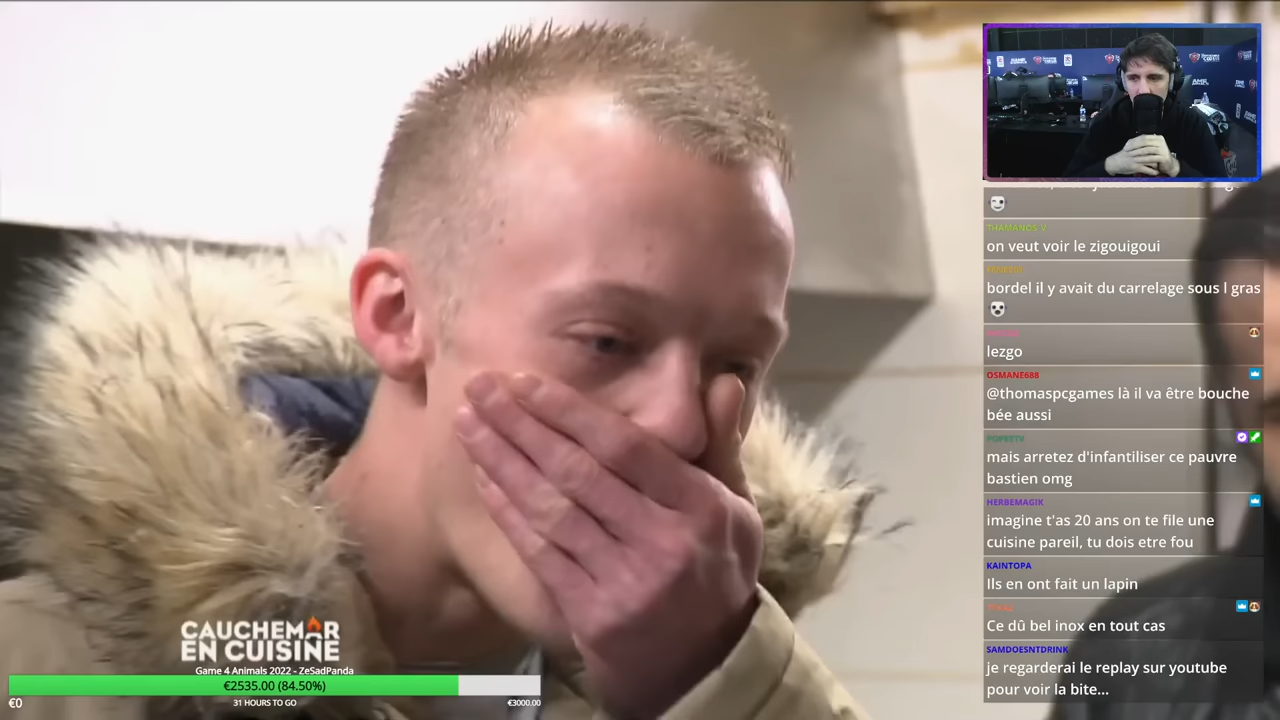 THAMANOS_V
on veut voir le zigouigoui
bordel il y avait du carrelage sous l gras
lezgo
OSMANE688
@thomaspcgames là il va être bouche
bée aussi
POPEETV
mais arretez d'infantiliser ce pauvre
bastien omg
HERBEMAGIK
imagine t'as 20 ans on te file une
cuisine pareil, tu dois etre fou
KAINTOPA
Ils en ont fait un lapin
Ce dû bel inox en tout cas
SAMDOESNTDRINK
je regarderai le replay sur youtube
pour voir la bite...
CAUCHEMAR
EN CUISINE
Game 4 Animals 2022 - ZeSadPanda
€2535.00 (84.50%)
€0
31 HOURS TO GO
€3000.00